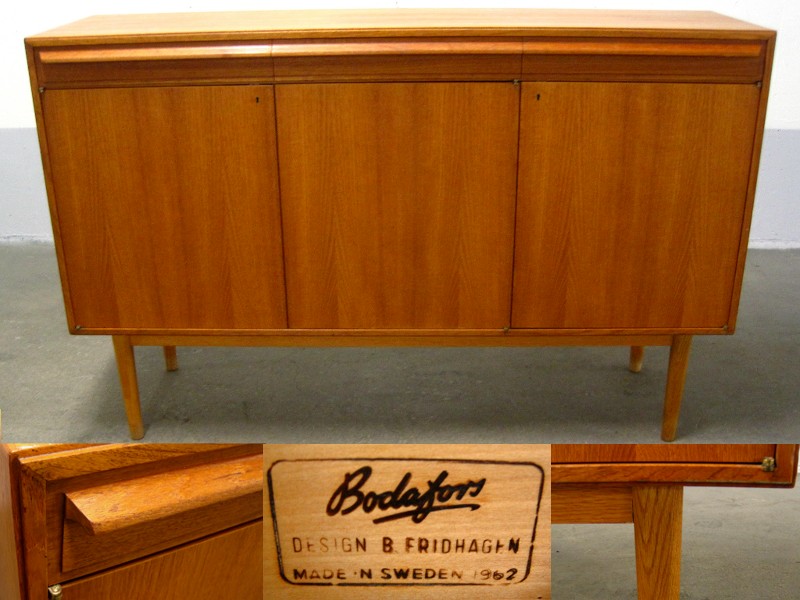 Bodafors
DESIGN B. FRIDHAGEN
MADE IN SWEDEN 1962